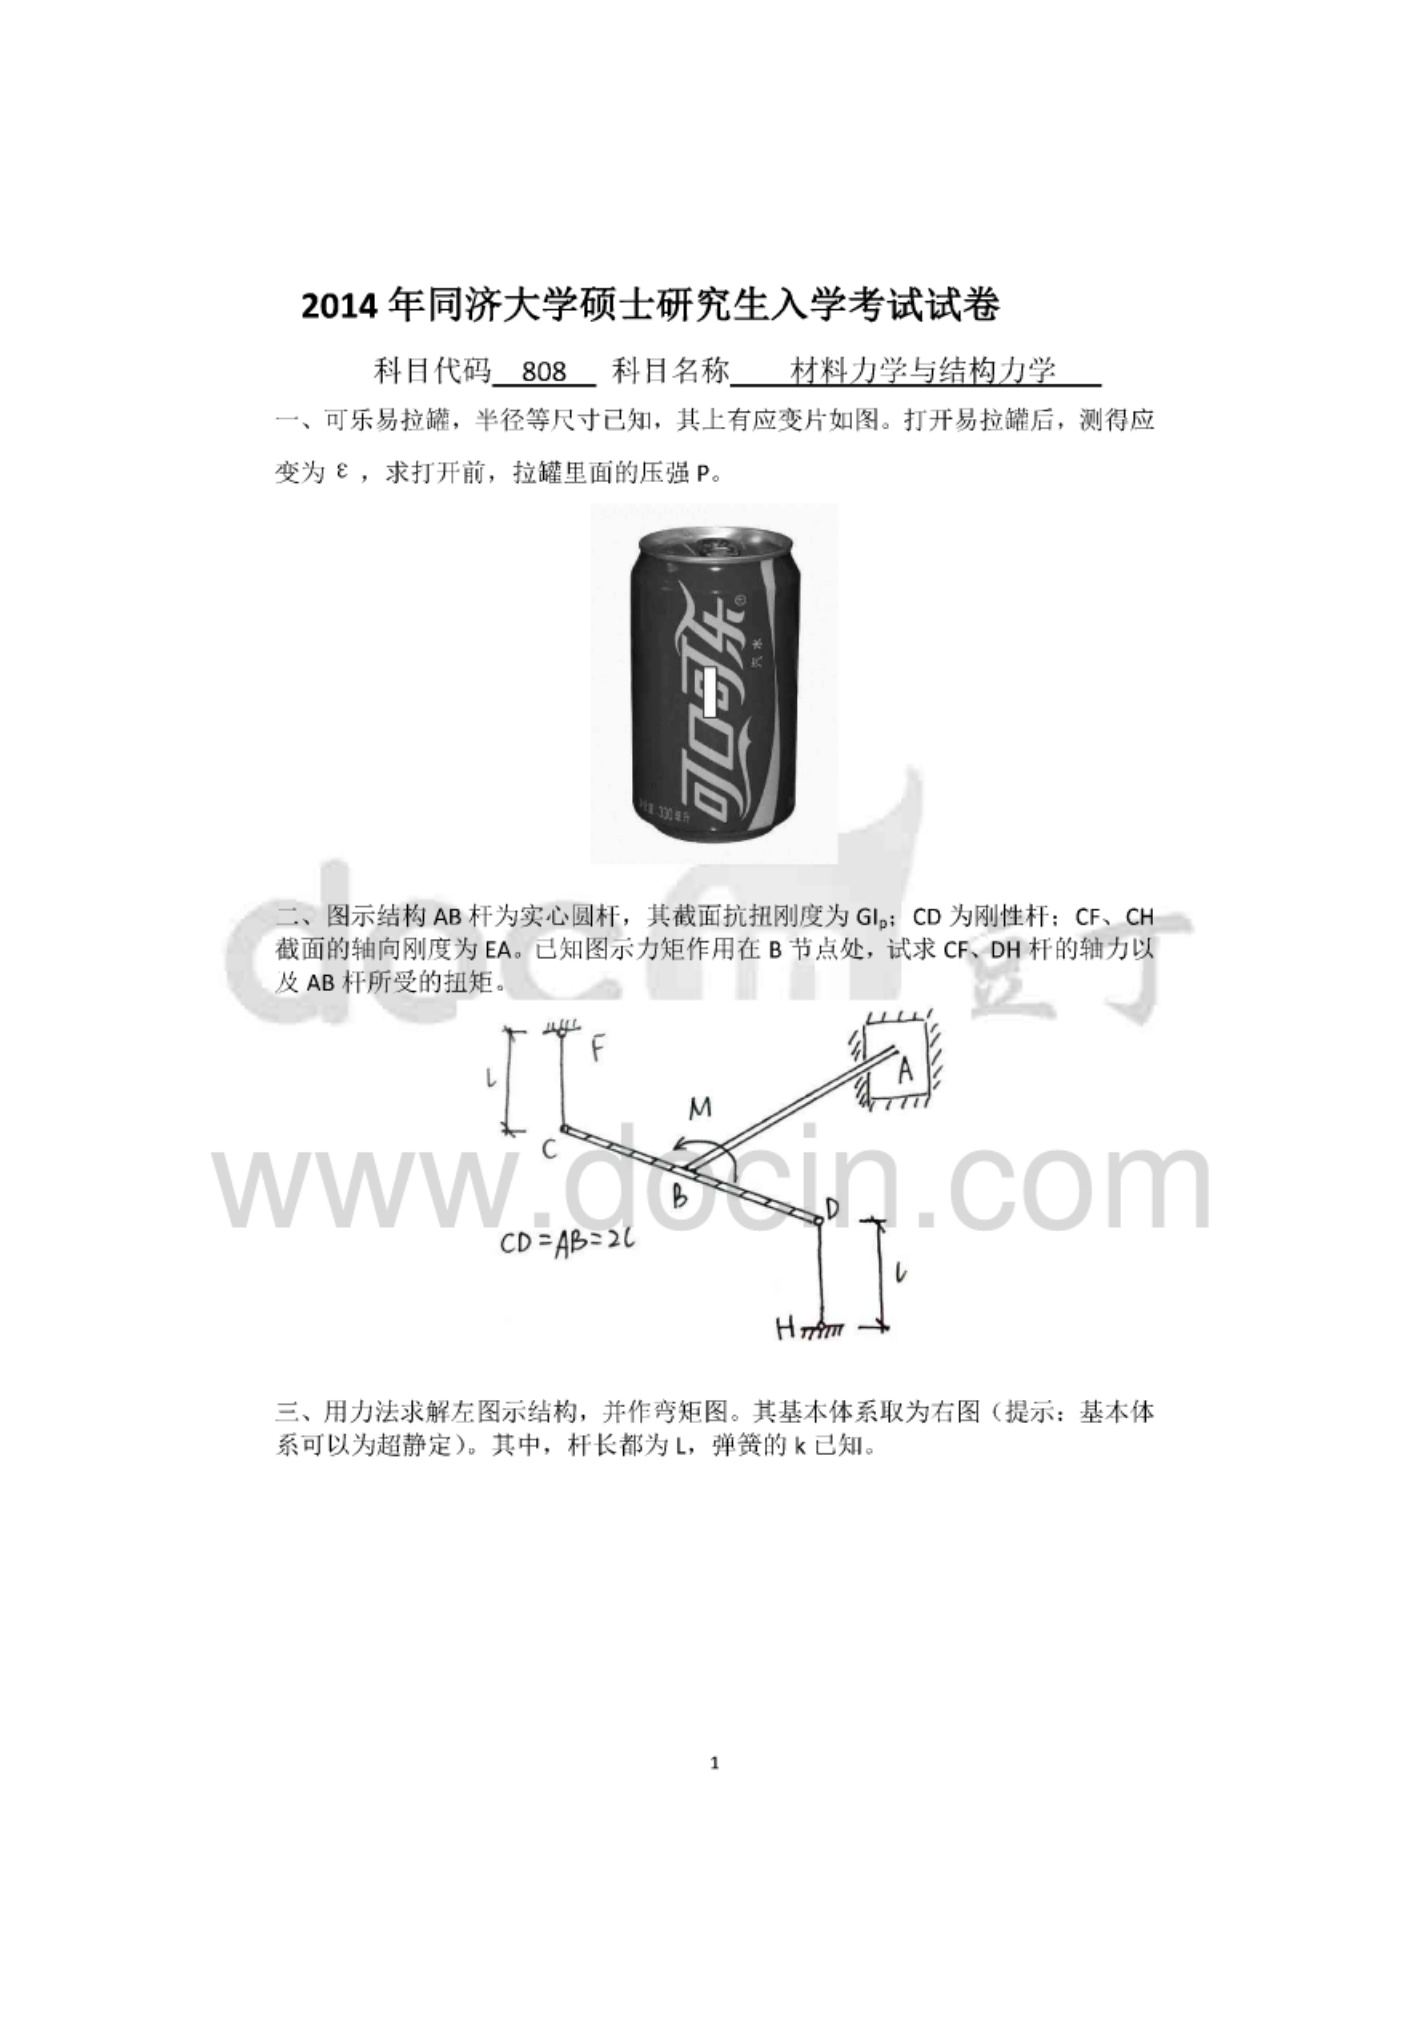 2014 年同济大学硕士研究生入学考试试卷
科目代码 808 科目名称 材料力学与结构力学
一、可乐易拉罐，半径等尺寸已知，其上有应变片如图。打开易拉罐后，测得应
变为 ε，求打开前，拉罐里面的压强 P。
可口可乐
®
汽水
330
二、图示结构 AB 杆为实心圆杆，其截面抗扭刚度为 GIp；CD 为刚性杆；CF、CH
截面的轴向刚度为 EA。已知图示力矩作用在 B 节点处，试求 CF、DH 杆的轴力以
及 AB 杆所受的扭矩。
docin 豆丁
F
L
A
M
C
B
D
CD=AB=2L
L
H
www.docin.com
三、用力法求解左图示结构，并作弯矩图。其基本体系取为右图（提示：基本体
系可以为超静定）。其中，杆长都为 L，弹簧的 k 已知。
1